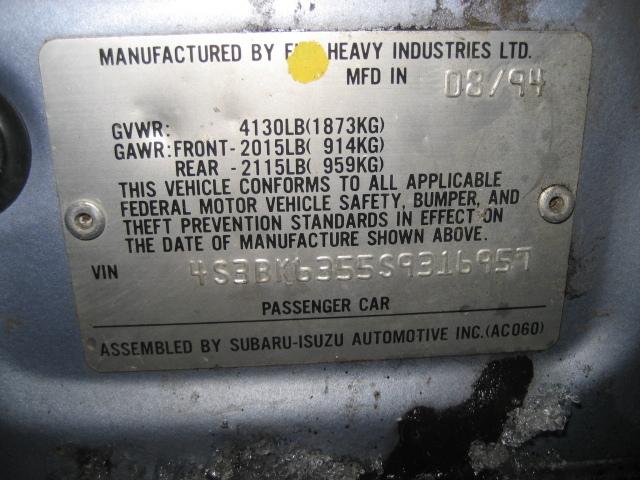 MANUFACTURED BY HEAVY INDUSTRIES LTD.
MFD IN 08/94
GVWR: 4130LB(1873KG)
GAWR:FRONT-2015LB( 914KG)
REAR -2115LB( 959KG)
THIS VEHICLE CONFORMS TO ALL APPLICABLE
FEDERAL MOTOR VEHICLE SAFETY, BUMPER, AND
THEFT PREVENTION STANDARDS IN EFFECT ON
THE DATE OF MANUFACTURE SHOWN ABOVE.
VIN 4S3BK6355S9316957
PASSENGER CAR
ASSEMBLED BY SUBARU-ISUZU AUTOMOTIVE INC.(AC060)